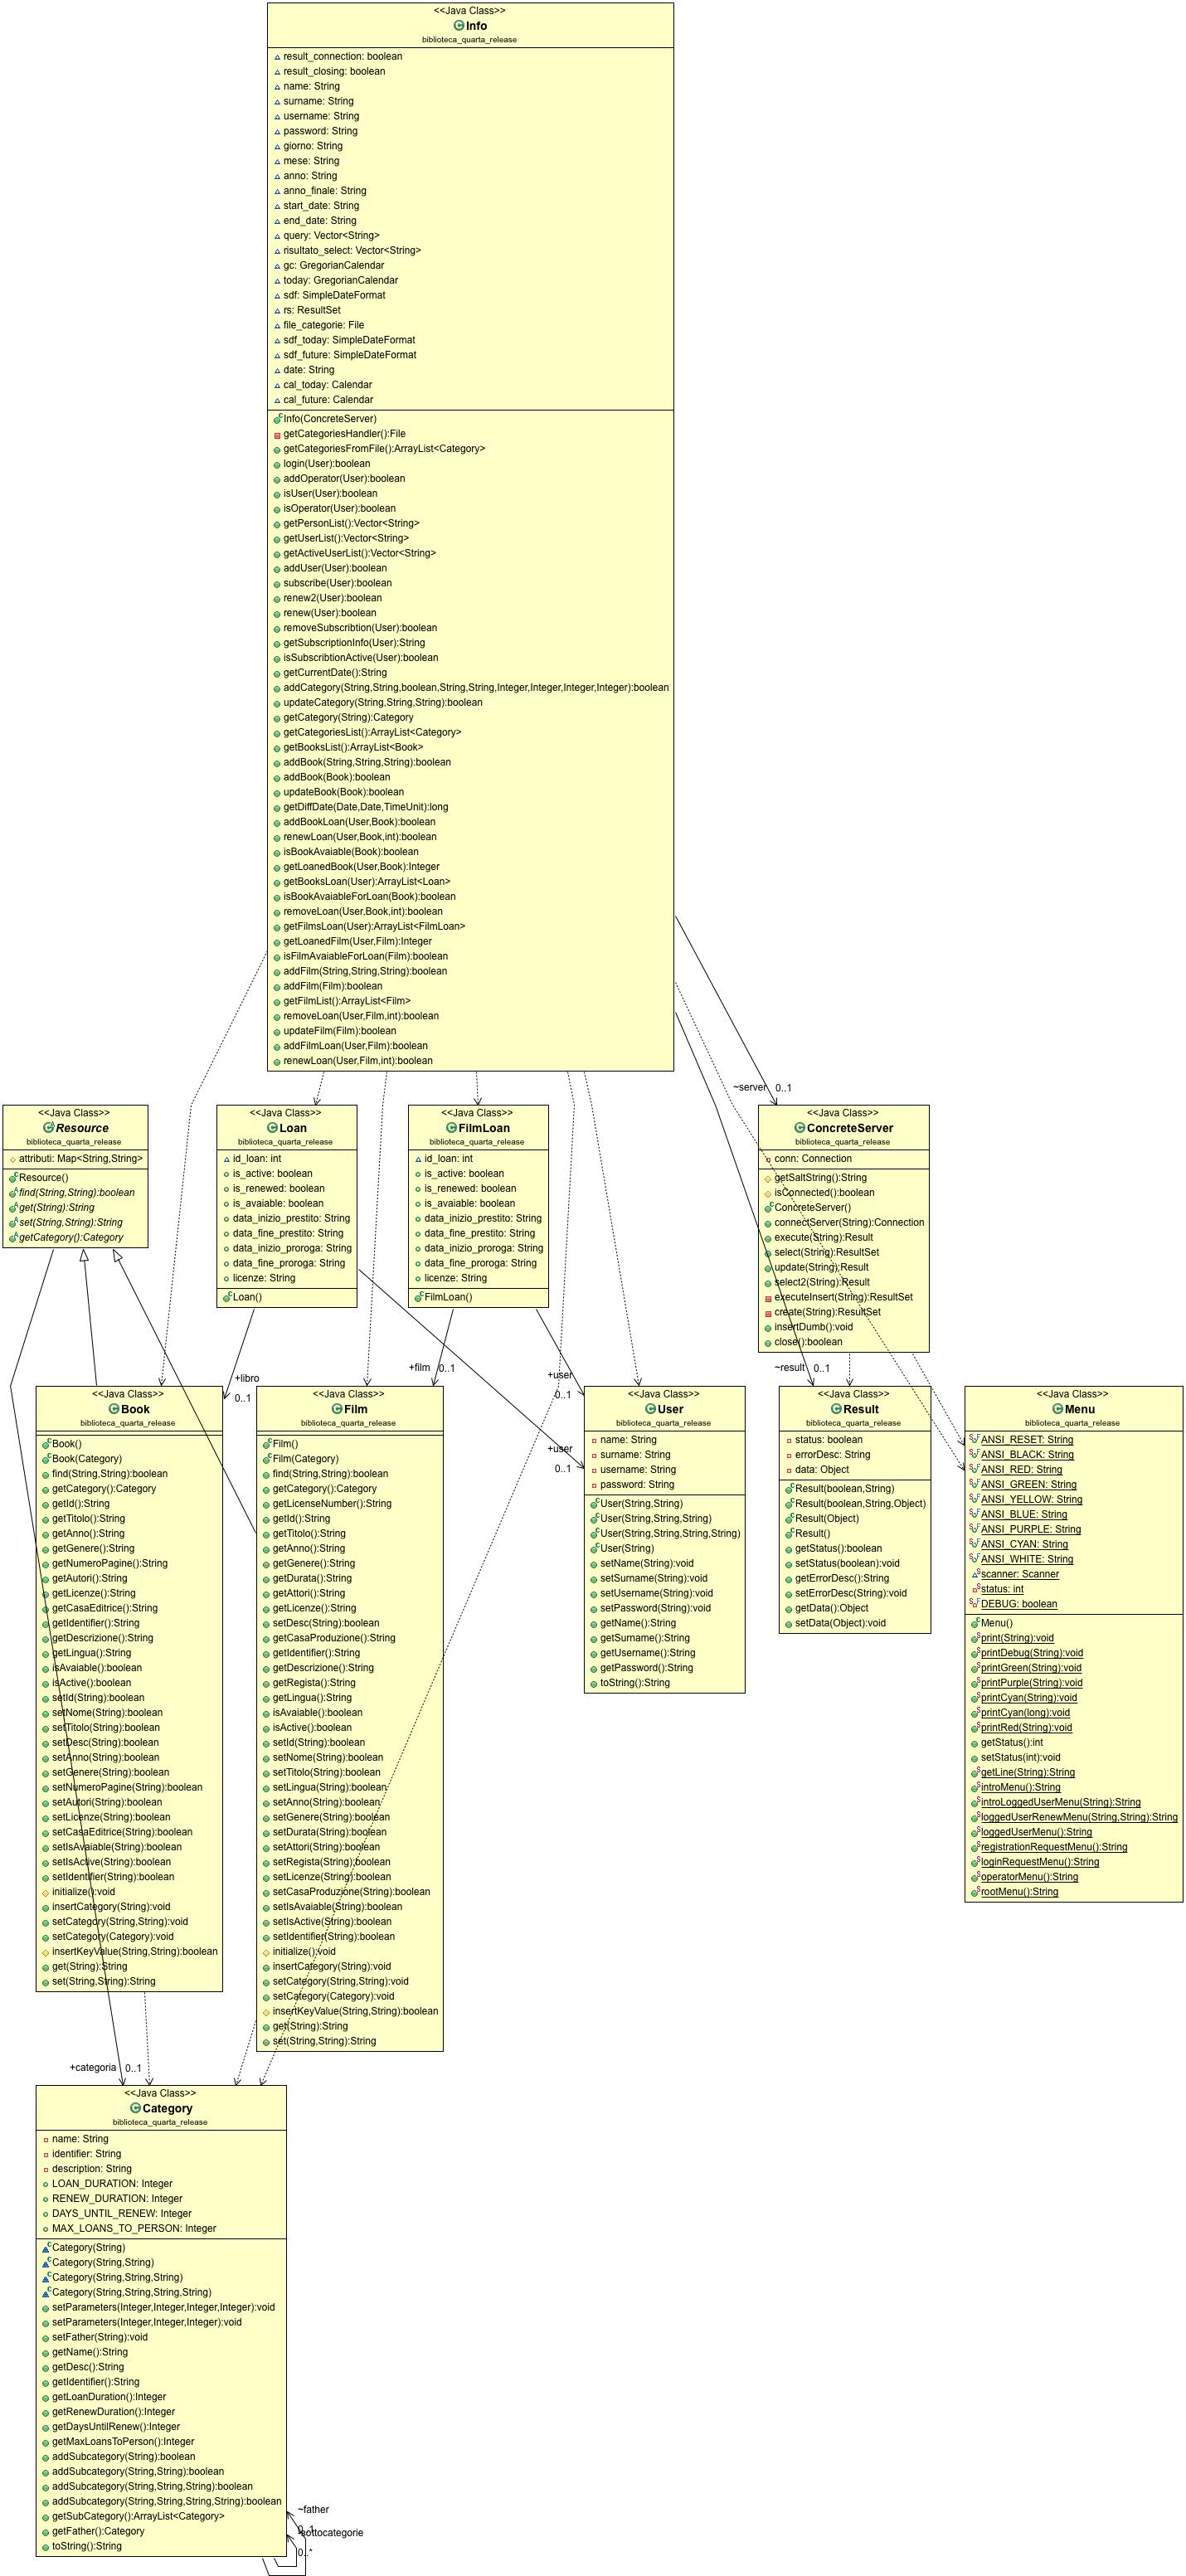 <<Java Class>>
Info
biblioteca_quarta_release
result_connection: boolean
result_closing: boolean
name: String
surname: String
username: String
password: String
giorno: String
mese: String
anno: String
anno_finale: String
start_date: String
end_date: String
query: Vector<String>
risultato_select: Vector<String>
gc: GregorianCalendar
today: GregorianCalendar
sdf: SimpleDateFormat
rs: ResultSet
file_categorie: File
sdf_today: SimpleDateFormat
sdf_future: SimpleDateFormat
date: String
cal_today: Calendar
cal_future: Calendar
Info(ConcreteServer)
getCategoriesHandler():File
getCategoriesFromFile():ArrayList<Category>
login(User):boolean
addOperator(User):boolean
isUser(User):boolean
isOperator(User):boolean
getPersonList():Vector<String>
getUserList():Vector<String>
getActiveUserList():Vector<String>
addUser(User):boolean
subscribe(User):boolean
renew2(User):boolean
renew(User):boolean
removeSubscribtion(User):boolean
getSubscriptionInfo(User):String
isSubscribtionActive(User):boolean
getCurrentDate():String
addCategory(String,String,boolean,String,String,Integer,Integer,Integer,Integer):boolean
updateCategory(String,String,String):boolean
getCategory(String):Category
getCategoriesList():ArrayList<Category>
getBooksList():ArrayList<Book>
addBook(String,String,String):boolean
addBook(Book):boolean
updateBook(Book):boolean
getDiffDate(Date,Date,TimeUnit):long
addBookLoan(User,Book):boolean
renewLoan(User,Book,int):boolean
isBookAvaiable(Book):boolean
getLoanedBook(User,Book):Integer
getBooksLoan(User):ArrayList<Loan>
isBookAvaiableForLoan(Book):boolean
removeLoan(User,Book,int):boolean
getFilmsLoan(User):ArrayList<FilmLoan>
getLoanedFilm(User,Film):Integer
isFilmAvaiableForLoan(Film):boolean
addFilm(String,String,String):boolean
addFilm(Film):boolean
getFilmList():ArrayList<Film>
removeLoan(User,Film,int):boolean
updateFilm(Film):boolean
addFilmLoan(User,Film):boolean
renewLoan(User,Film,int):boolean
~server 0..1
<<Java Class>>
Resource
biblioteca_quarta_release
attributi: Map<String,String>
Resource()
find(String,String):boolean
get(String):String
set(String,String):String
getCategory():Category
<<Java Class>>
Loan
biblioteca_quarta_release
id_loan: int
is_active: boolean
is_renewed: boolean
is_avaiable: boolean
data_inizio_prestito: String
data_fine_prestito: String
data_inizio_proroga: String
data_fine_proroga: String
licenze: String
Loan()
<<Java Class>>
FilmLoan
biblioteca_quarta_release
id_loan: int
is_active: boolean
is_renewed: boolean
is_avaiable: boolean
data_inizio_prestito: String
data_fine_prestito: String
data_inizio_proroga: String
data_fine_proroga: String
licenze: String
FilmLoan()
<<Java Class>>
ConcreteServer
biblioteca_quarta_release
conn: Connection
getSaltString():String
isConnected():boolean
ConcreteServer()
connectServer(String):Connection
execute(String):Result
select(String):ResultSet
update(String):Result
select2(String):Result
executeInsert(String):ResultSet
create(String):ResultSet
insertDumb():void
close():boolean
+libro
0..1
+film 0..1
+user
0..1
+user
0..1
~result 0..1
<<Java Class>>
Book
biblioteca_quarta_release
Book()
Book(Category)
find(String,String):boolean
getCategory():Category
getId():String
getTitolo():String
getAnno():String
getGenere():String
getNumeroPagine():String
getAutori():String
getLicenze():String
getCasaEditrice():String
getIdentifier():String
getDescrizione():String
getLingua():String
isAvaiable():boolean
isActive():boolean
setId(String):boolean
setNome(String):boolean
setTitolo(String):boolean
setDesc(String):boolean
setAnno(String):boolean
setGenere(String):boolean
setNumeroPagine(String):boolean
setAutori(String):boolean
setLicenze(String):boolean
setCasaEditrice(String):boolean
setIsAvaiable(String):boolean
setIsActive(String):boolean
setIdentifier(String):boolean
initialize():void
insertCategory(String):void
setCategory(String,String):void
setCategory(Category):void
insertKeyValue(String,String):boolean
get(String):String
set(String,String):String
<<Java Class>>
Film
biblioteca_quarta_release
Film()
Film(Category)
find(String,String):boolean
getCategory():Category
getLicenseNumber():String
getId():String
getTitolo():String
getAnno():String
getGenere():String
getDurata():String
getAttori():String
getLicenze():String
setDesc(String):boolean
getCasaProduzione():String
getIdentifier():String
getDescrizione():String
getRegista():String
getLingua():String
isAvaiable():boolean
isActive():boolean
setId(String):boolean
setNome(String):boolean
setTitolo(String):boolean
setLingua(String):boolean
setAnno(String):boolean
setGenere(String):boolean
setDurata(String):boolean
setAttori(String):boolean
setRegista(String):boolean
setLicenze(String):boolean
setCasaProduzione(String):boolean
setIsAvaiable(String):boolean
setIsActive(String):boolean
setIdentifier(String):boolean
initialize():void
insertCategory(String):void
setCategory(String,String):void
setCategory(Category):void
insertKeyValue(String,String):boolean
get(String):String
set(String,String):String
<<Java Class>>
User
biblioteca_quarta_release
name: String
surname: String
username: String
password: String
User(String,String)
User(String,String,String)
User(String,String,String,String)
User(String)
setName(String):void
setSurname(String):void
setUsername(String):void
setPassword(String):void
getName():String
getSurname():String
getUsername():String
getPassword():String
toString():String
<<Java Class>>
Result
biblioteca_quarta_release
status: boolean
errorDesc: String
data: Object
Result(boolean,String)
Result(boolean,String,Object)
Result(Object)
Result()
getStatus():boolean
setStatus(boolean):void
getErrorDesc():String
setErrorDesc(String):void
getData():Object
setData(Object):void
<<Java Class>>
Menu
biblioteca_quarta_release
ANSI_RESET: String
ANSI_BLACK: String
ANSI_RED: String
ANSI_GREEN: String
ANSI_YELLOW: String
ANSI_BLUE: String
ANSI_PURPLE: String
ANSI_CYAN: String
ANSI_WHITE: String
scanner: Scanner
status: int
DEBUG: boolean
Menu()
print(String):void
printDebug(String):void
printGreen(String):void
printPurple(String):void
printCyan(String):void
printCyan(long):void
printRed(String):void
getStatus():int
setStatus(int):void
getLine(String):String
introMenu():String
introLoggedUserMenu(String):String
loggedUserRenewMenu(String,String):String
loggedUserMenu():String
registrationRequestMenu():String
loginRequestMenu():String
operatorMenu():String
rootMenu():String
+categoria 0..1
<<Java Class>>
Category
biblioteca_quarta_release
name: String
identifier: String
description: String
LOAN_DURATION: Integer
RENEW_DURATION: Integer
DAYS_UNTIL_RENEW: Integer
MAX_LOANS_TO_PERSON: Integer
Category(String)
Category(String,String)
Category(String,String,String)
Category(String,String,String,String)
setParameters(Integer,Integer,Integer,Integer):void
setParameters(Integer,Integer,Integer):void
setFather(String):void
getName():String
getDesc():String
getIdentifier():String
getLoanDuration():Integer
getRenewDuration():Integer
getDaysUntilRenew():Integer
getMaxLoansToPerson():Integer
addSubcategory(String):boolean
addSubcategory(String,String):boolean
addSubcategory(String,String,String):boolean
addSubcategory(String,String,String,String):boolean
getSubCategory():ArrayList<Category>
getFather():Category
toString():String
~father
0..1
0..*